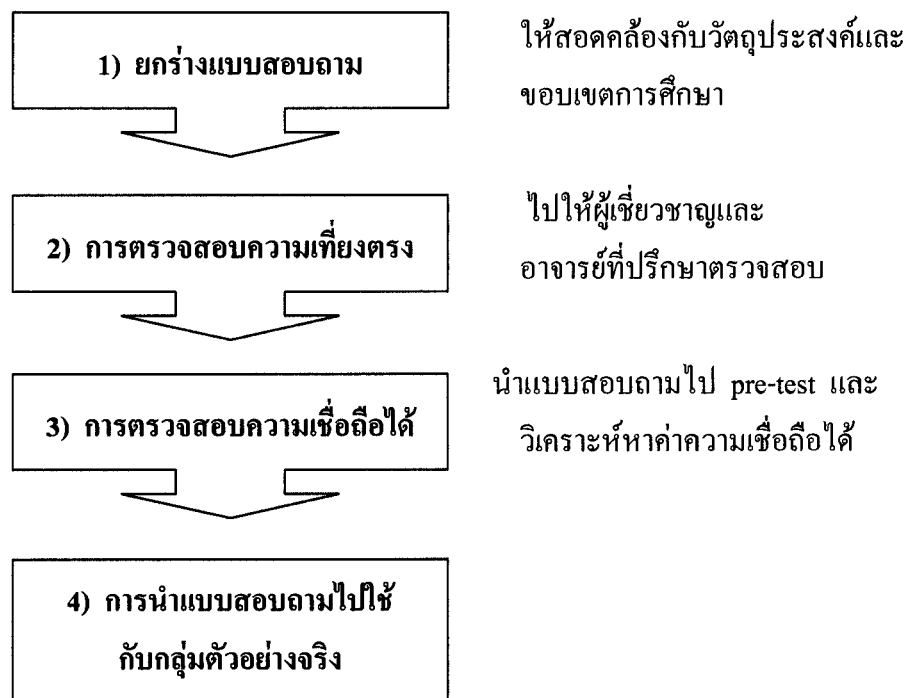 1) ยกร่างแบบสอบถาม
ให้สอดคล้องกับวัตถุประสงค์และ
ขอบเขตการศึกษา
2) การตรวจสอบความเที่ยงตรง
ไปให้ผู้เชี่ยวชาญและ
อาจารย์ที่ปรึกษาตรวจสอบ
3) การตรวจสอบความเชื่อถือได้
นำแบบสอบถามไป pre-test และ
วิเคราะห์หาค่าความเชื่อถือได้
4) การนำแบบสอบถามไปใช้
กับกลุ่มตัวอย่างจริง